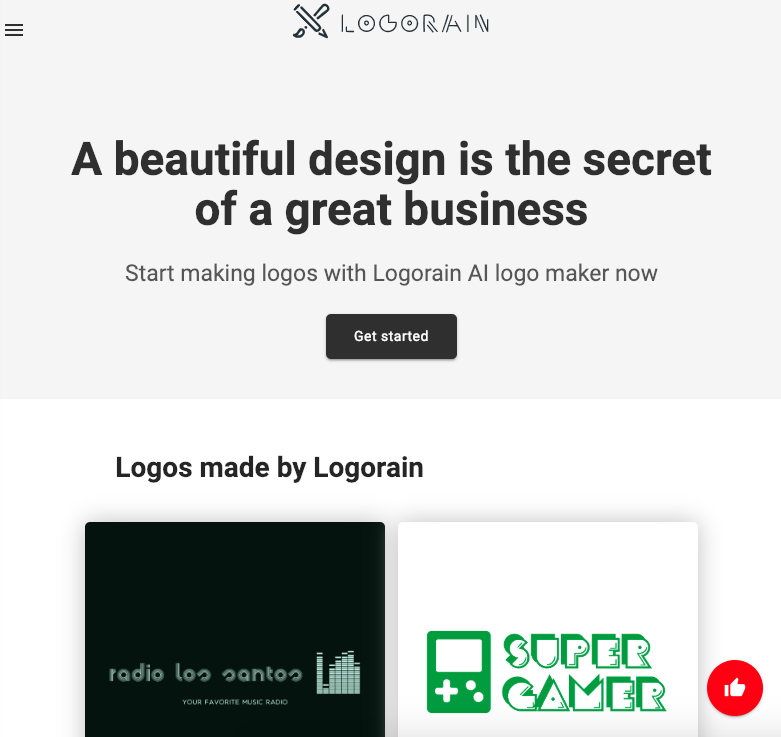 LOGORAIN
A beautiful design is the secret
of a great business
Start making logos with Logorain AI logo maker now
Get started
Logos made by Logorain
radio los santos
YOUR FAVORITE MUSIC RADIO
SUPER
GAMER